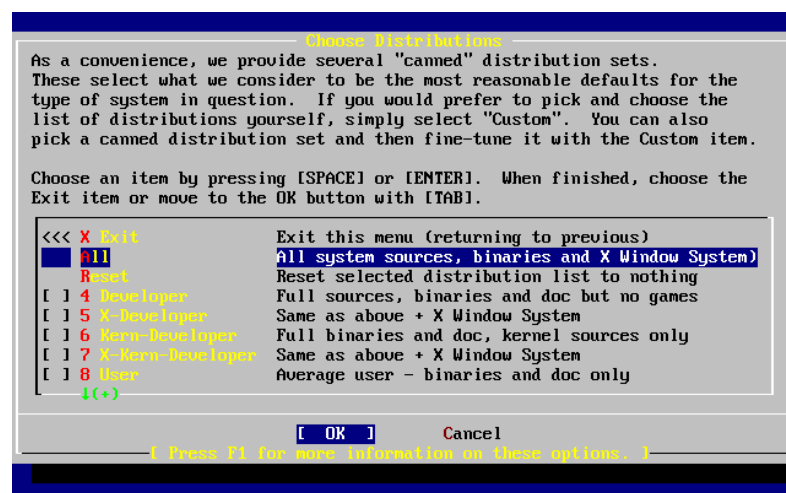 Choose Distributions
As a convenience, we provide several "canned" distribution sets.
These select what we consider to be the most reasonable defaults for the
type of system in question.  If you would prefer to pick and choose the
list of distributions yourself, simply select "Custom".  You can also
pick a canned distribution set and then fine-tune it with the Custom item.
Choose an item by pressing [SPACE] or [ENTER].  When finished, choose the
Exit item or move to the OK button with [TAB].
<<< X Exit Exit this menu (returning to previous)
All All system sources, binaries and X Window System)
Reset Reset selected distribution list to nothing
[ ] 4 Developer Full sources, binaries and doc but no games
[ ] 5 X-Developer Same as above + X Window System
[ ] 6 Kern-Developer Full binaries and doc, kernel sources only
[ ] 7 X-Kern-Developer Same as above + X Window System
[ ] 8 User Average user - binaries and doc only
↓(+)
[ OK ] Cancel
[ Press F1 for more information on these options. ]